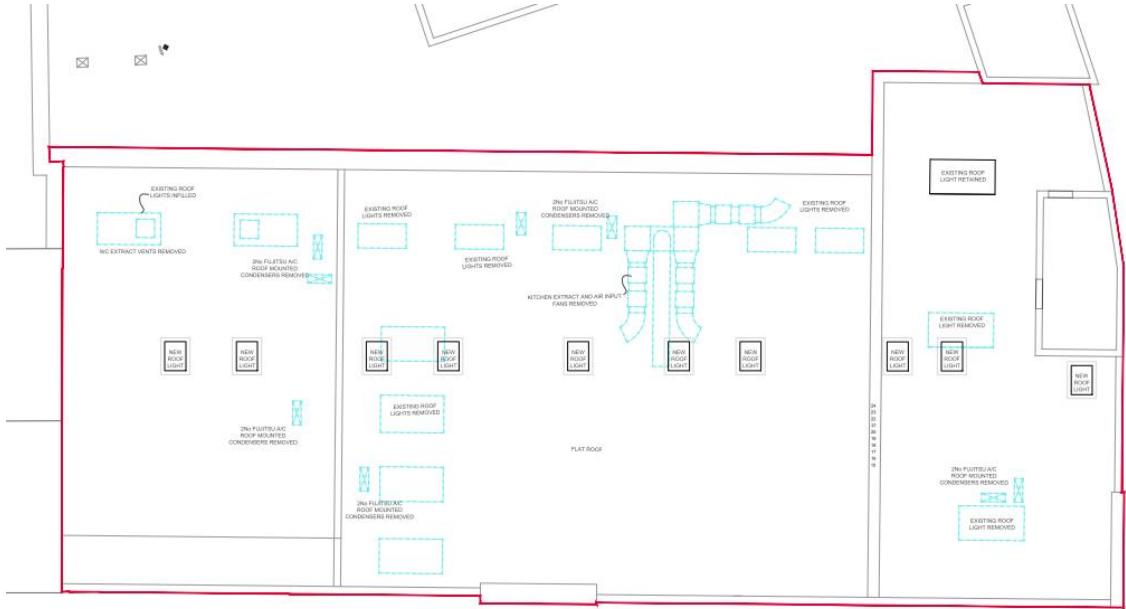 EXISTING ROOF
LIGHTS INFILLED
W/C EXTRACT VENTS REMOVED
2No FUJITSU A/C
ROOF MOUNTED
CONDENSERS REMOVED
EXISTING ROOF
LIGHTS REMOVED
EXISTING ROOF
LIGHTS REMOVED
2No FUJITSU A/C
ROOF MOUNTED
CONDENSERS REMOVED
EXISTING ROOF
LIGHTS REMOVED
KITCHEN EXTRACT AND AIR INPUT
FANS REMOVED
EXISTING ROOF
LIGHT RETAINED
EXISTING ROOF
LIGHT REMOVED
NEW
ROOF
LIGHT
NEW
ROOF
LIGHT
NEW
ROOF
LIGHT
NEW
ROOF
LIGHT
NEW
ROOF
LIGHT
NEW
ROOF
LIGHT
NEW
ROOF
LIGHT
NEW
ROOF
LIGHT
NEW
ROOF
LIGHT
NEW
ROOF
LIGHT
EXISTING ROOF
LIGHTS REMOVED
2No FUJITSU A/C
ROOF MOUNTED
CONDENSERS REMOVED
FLAT ROOF
2No FUJITSU A/C
ROOF MOUNTED
CONDENSERS REMOVED
2No FUJITSU A/C
ROOF MOUNTED
CONDENSERS REMOVED
EXISTING ROOF
LIGHT REMOVED